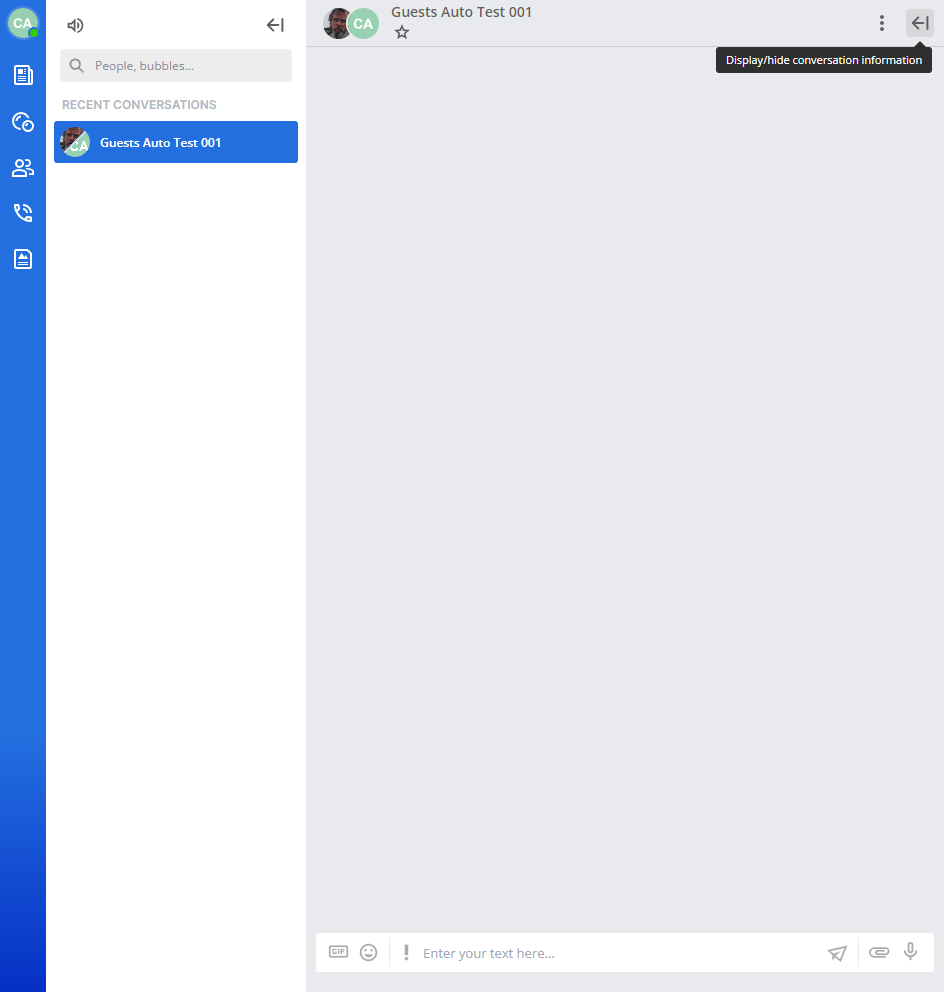 CA
People, bubbles...
RECENT CONVERSATIONS
CA
Guests Auto Test 001
CA
Guests Auto Test 001
Display/hide conversation information
GIF
Enter your text here...